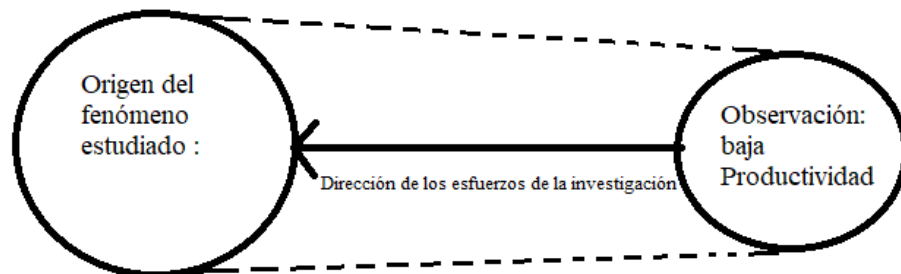 Origen del
fenómeno
estudiado :
Dirección de los esfuerzos de la investigación
Observación:
baja
Productividad